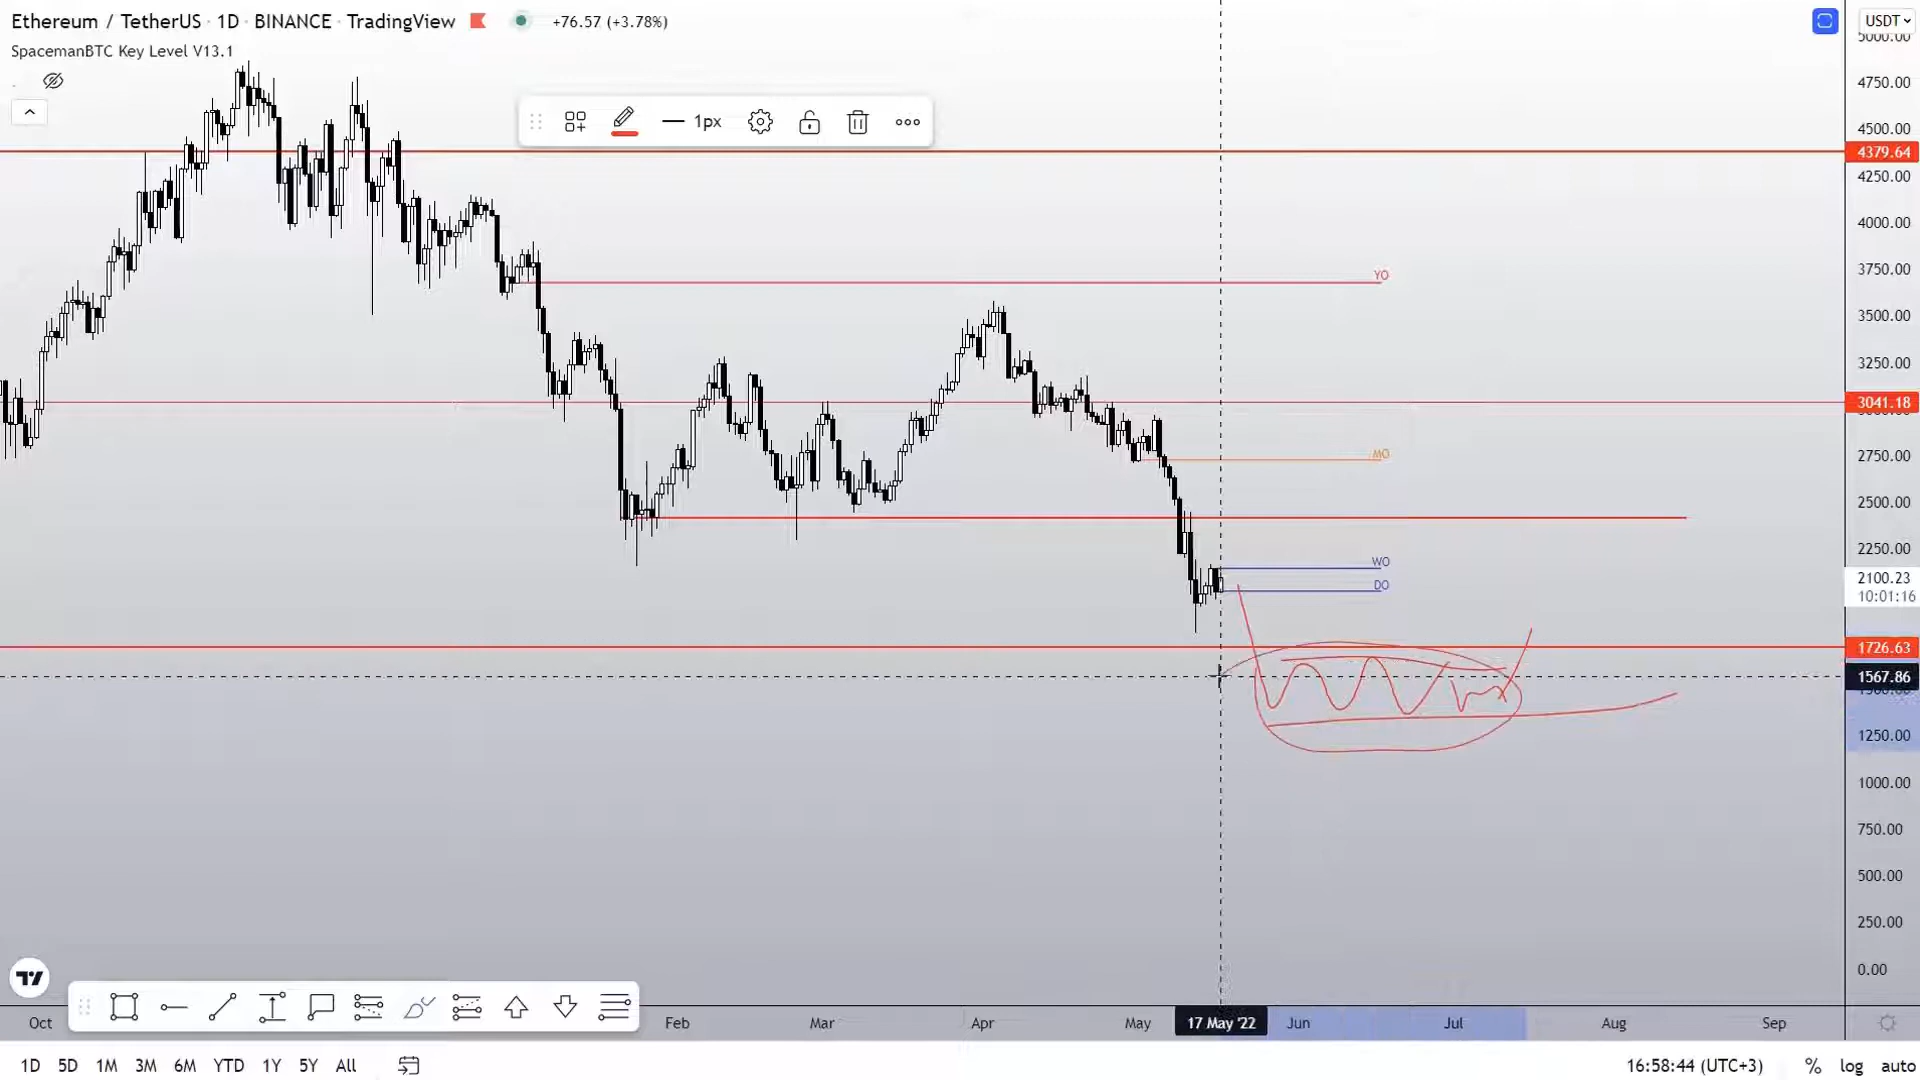 Ethereum / TetherUS · 1D · BINANCE · TradingView +76.57 (+3.78%)
SpacemanBTC Key Level V13.1
USDT
5000.00
4750.00
4500.00
1px
4379.64
4250.00
4000.00
3750.00
YO
3500.00
3250.00
3041.18
MO
2750.00
2500.00
2250.00
WO
DO
2100.23
10:01:16
1726.63
1567.86
1250.00
1000.00
750.00
500.00
250.00
0.00
Oct Feb Mar Apr May 17 May '22 Jun Jul Aug Sep
1D 5D 1M 3M 6M YTD 1Y 5Y All 16:58:44 (UTC+3) % log auto